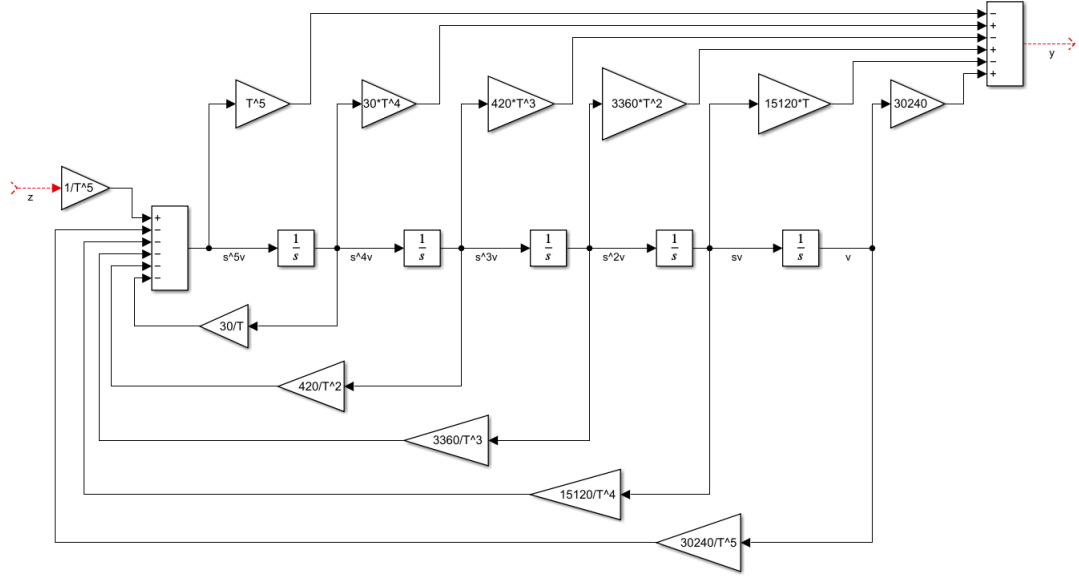 −
+
−
+
−
+
y
T^5
30*T^4
420*T^3
3360*T^2
15120*T
30240
z
1/T^5
+
−
−
−
−
−
s^5v
1/s
s^4v
1/s
s^3v
1/s
s^2v
1/s
sv
1/s
v
30/T
420/T^2
3360/T^3
15120/T^4
30240/T^5